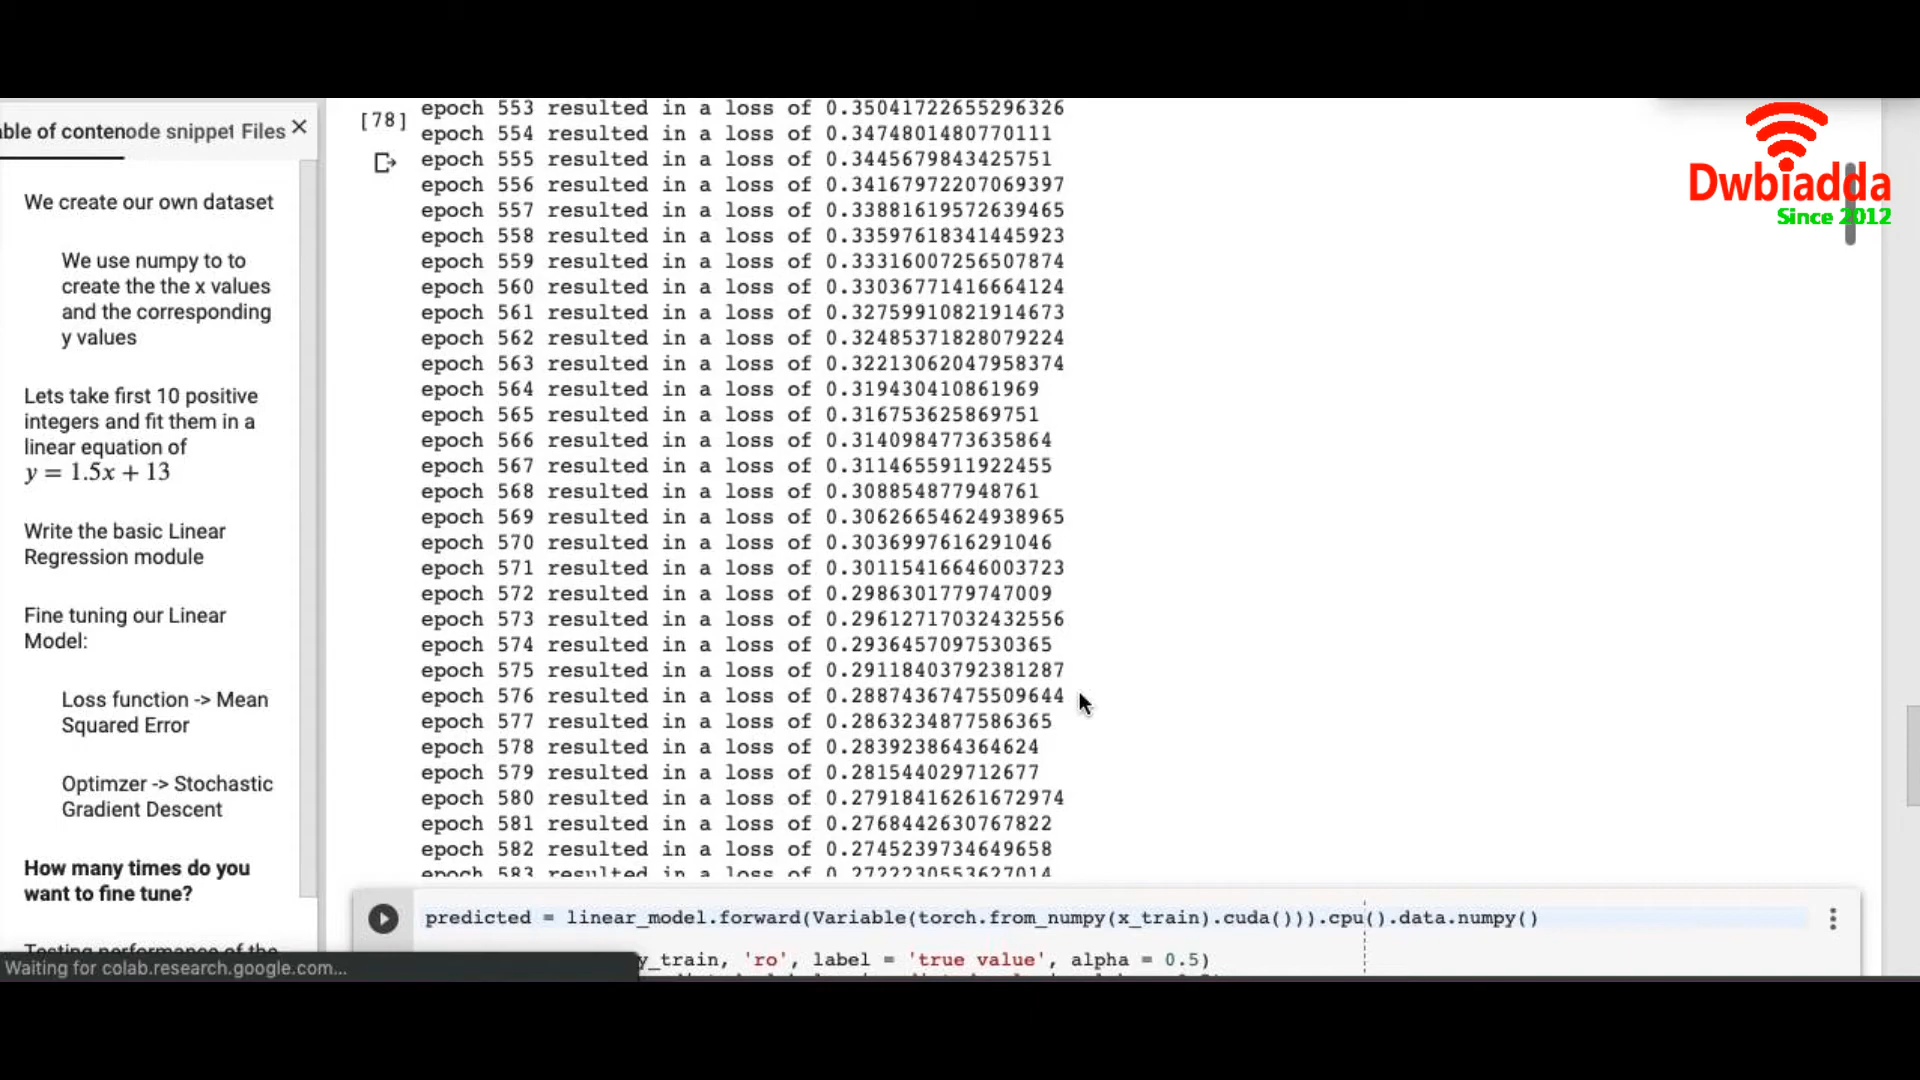 ble of conten
ode snippet
Files
We create our own dataset
We use numpy to to
create the the x values
and the corresponding
y values
Lets take first 10 positive
integers and fit them in a
linear equation of
y = 1.5x + 13
Write the basic Linear
Regression module
Fine tuning our Linear
Model:
Loss function -> Mean
Squared Error
Optimzer -> Stochastic
Gradient Descent
How many times do you
want to fine tune?
Testing performance of the
Waiting for colab.research.google.com...
[78]
epoch 553 resulted in a loss of 0.35041722655296326
epoch 554 resulted in a loss of 0.3474801480770111
epoch 555 resulted in a loss of 0.3445679843425751
epoch 556 resulted in a loss of 0.34167972207069397
epoch 557 resulted in a loss of 0.33881619572639465
epoch 558 resulted in a loss of 0.33597618341445923
epoch 559 resulted in a loss of 0.33316007256507874
epoch 560 resulted in a loss of 0.33036771416664124
epoch 561 resulted in a loss of 0.32759910821914673
epoch 562 resulted in a loss of 0.32485371828079224
epoch 563 resulted in a loss of 0.32213062047958374
epoch 564 resulted in a loss of 0.319430410861969
epoch 565 resulted in a loss of 0.316753625869751
epoch 566 resulted in a loss of 0.3140984773635864
epoch 567 resulted in a loss of 0.3114655911922455
epoch 568 resulted in a loss of 0.308854877948761
epoch 569 resulted in a loss of 0.30626654624938965
epoch 570 resulted in a loss of 0.3036997616291046
epoch 571 resulted in a loss of 0.30115416646003723
epoch 572 resulted in a loss of 0.2986301779747009
epoch 573 resulted in a loss of 0.29612717032432556
epoch 574 resulted in a loss of 0.2936457097530365
epoch 575 resulted in a loss of 0.29118403792381287
epoch 576 resulted in a loss of 0.28874367475509644
epoch 577 resulted in a loss of 0.2863234877586365
epoch 578 resulted in a loss of 0.283923864364624
epoch 579 resulted in a loss of 0.281544029712677
epoch 580 resulted in a loss of 0.27918416261672974
epoch 581 resulted in a loss of 0.2768442630767822
epoch 582 resulted in a loss of 0.2745239734649658
epoch 583 resulted in a loss of 0.2722230553627014
predicted = linear_model.forward(Variable(torch.from_numpy(x_train).cuda())).cpu().data.numpy()
y_train, 'ro', label = 'true value', alpha = 0.5)
Dwbiadda
Since 2012